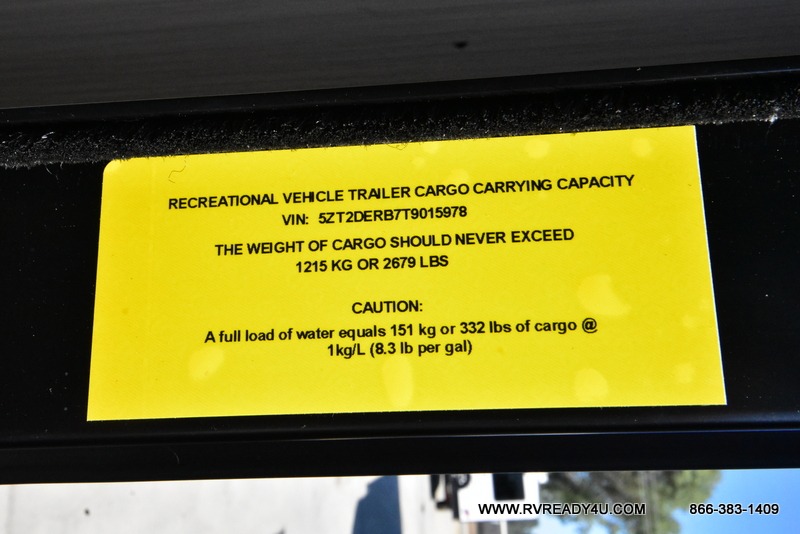 RECREATIONAL VEHICLE TRAILER CARGO CARRYING CAPACITY
VIN: 5ZT2DERB7T9015978
THE WEIGHT OF CARGO SHOULD NEVER EXCEED
1215 KG OR 2679 LBS
CAUTION:
A full load of water equals 151 kg or 332 lbs of cargo @
1kg/L (8.3 lb per gal)
WWW.RVREADY4U.COM 866-383-1409